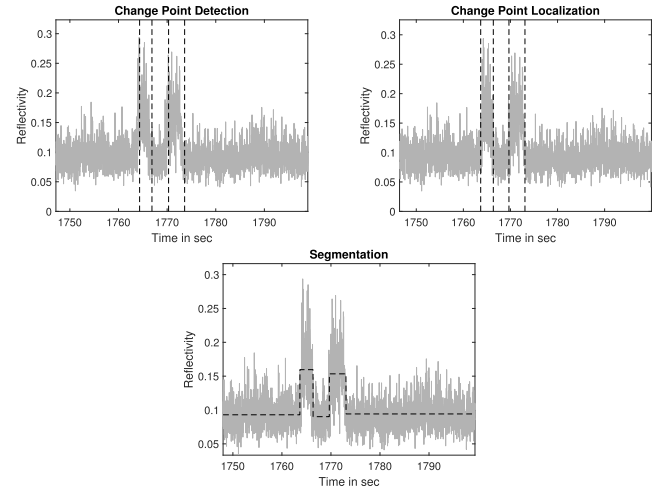 Change Point Detection
0.3
0.25
0.2
0.15
0.1
0.05
0
Reflectivity
1750 1760 1770 1780 1790
Time in sec
Change Point Localization
0.3
0.25
0.2
0.15
0.1
0.05
0
Reflectivity
1750 1760 1770 1780 1790
Time in sec
Segmentation
0.3
0.25
0.2
0.15
0.1
0.05
Reflectivity
1750 1760 1770 1780 1790
Time in sec